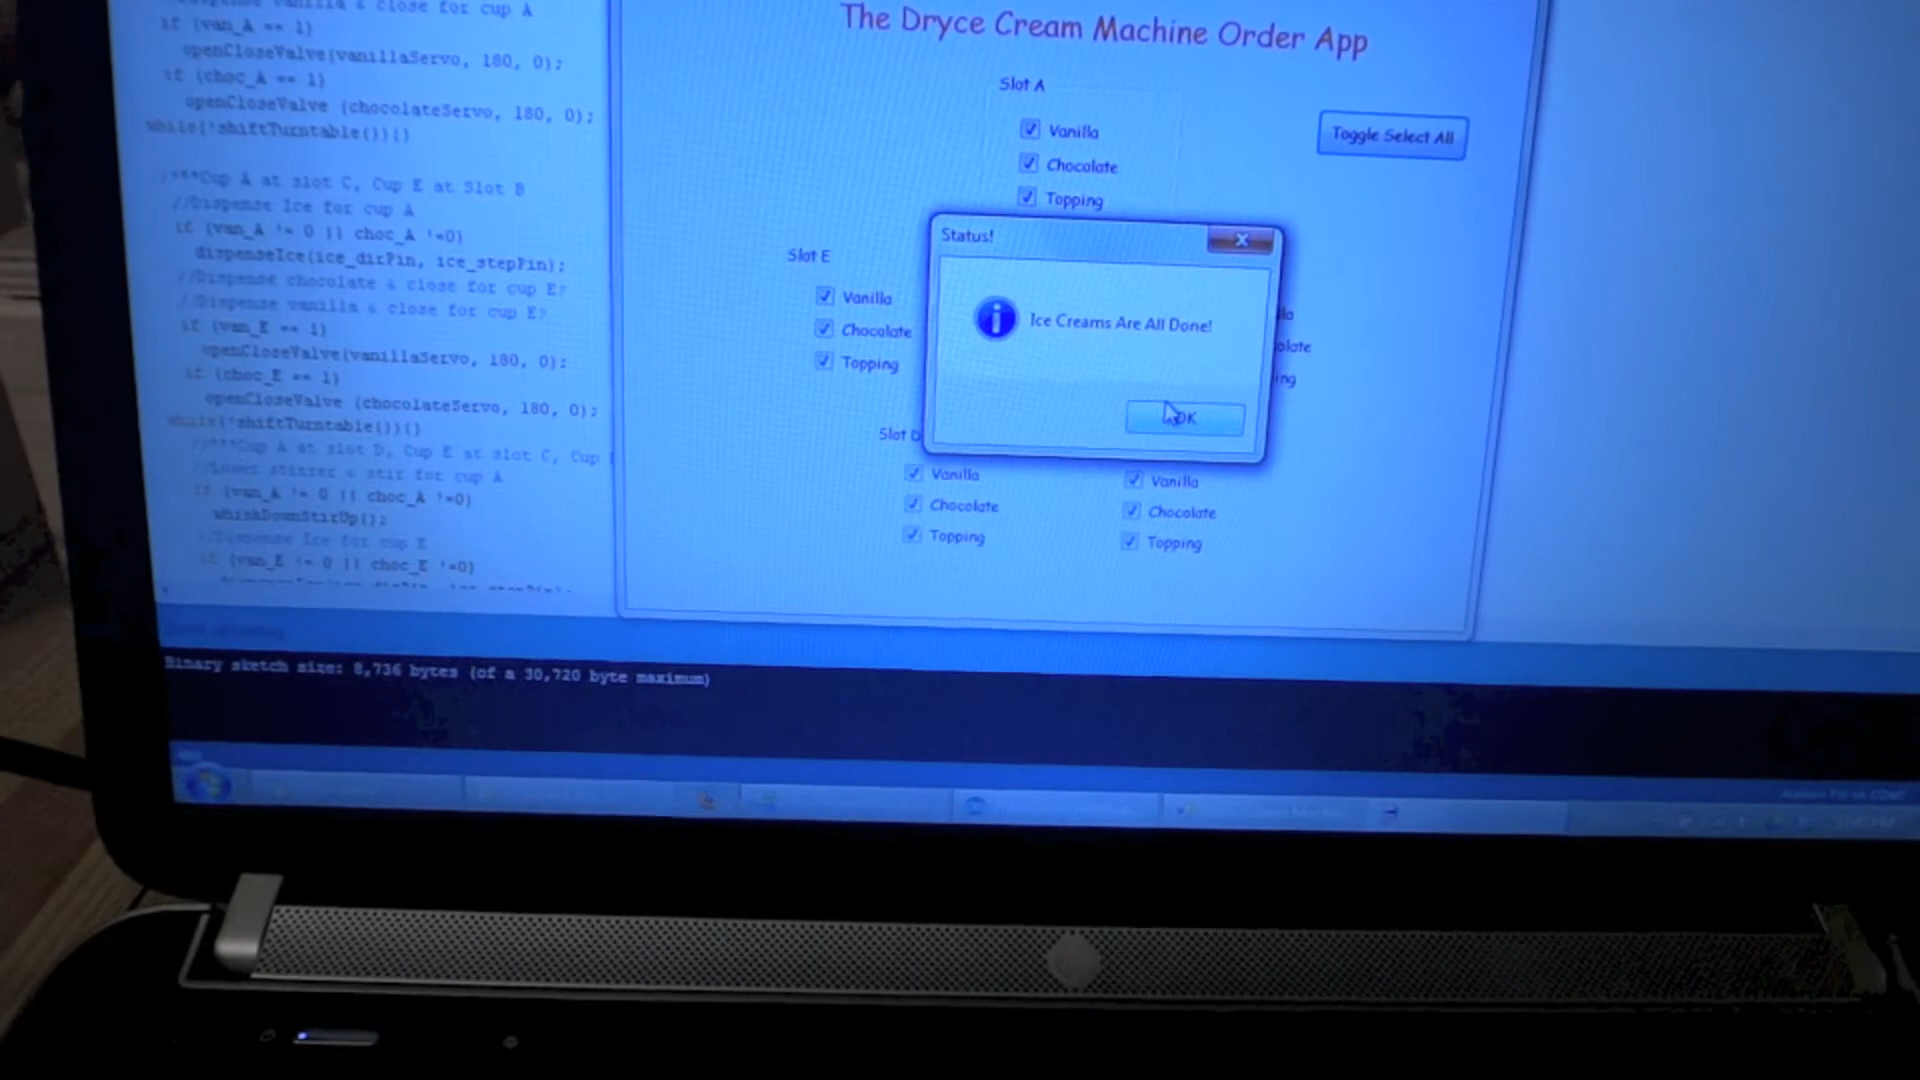 if (van_A == 1)
openCloseValve(vanillaServo, 180, 0);
if (choc_A == 1)
openCloseValve (chocolateServo, 180, 0);
while(!shiftTurntable()){}
//***Cup A at slot C, Cup E at Slot B
//Dispense Ice for cup A
if (van_A != 0 || choc_A !=0)
dispenseIce(ice_dirPin, ice_stepPin);
//Dispense chocolate & close for cup E?
//Dispense vanilla & close for cup E?
if (van_E == 1)
openCloseValve(vanillaServo, 180, 0);
if (choc_E == 1)
openCloseValve (chocolateServo, 180, 0);
while(!shiftTurntable()){}
//***Cup A at slot D, Cup E at slot C, Cup
//Lower stirrer & stir for cup A
if (van_A != 0 || choc_A !=0)
whiskDownStirUp();
//Dispense Ice for cup E
if (van_E != 0 || choc_E !=0)
Binary sketch size: 8,736 bytes (of a 30,720 byte maximum)
The Dryce Cream Machine Order App
Slot A
Vanilla
Chocolate
Topping
Toggle Select All
Slot E
Vanilla
Chocolate
Topping
Status!
Ice Creams Are All Done!
OK
Slot D
Vanilla
Chocolate
Topping
Vanilla
Chocolate
Topping